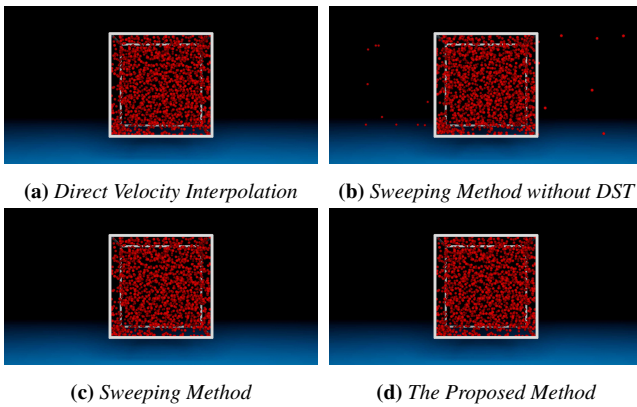 (a) Direct Velocity Interpolation
(b) Sweeping Method without DST
(c) Sweeping Method
(d) The Proposed Method